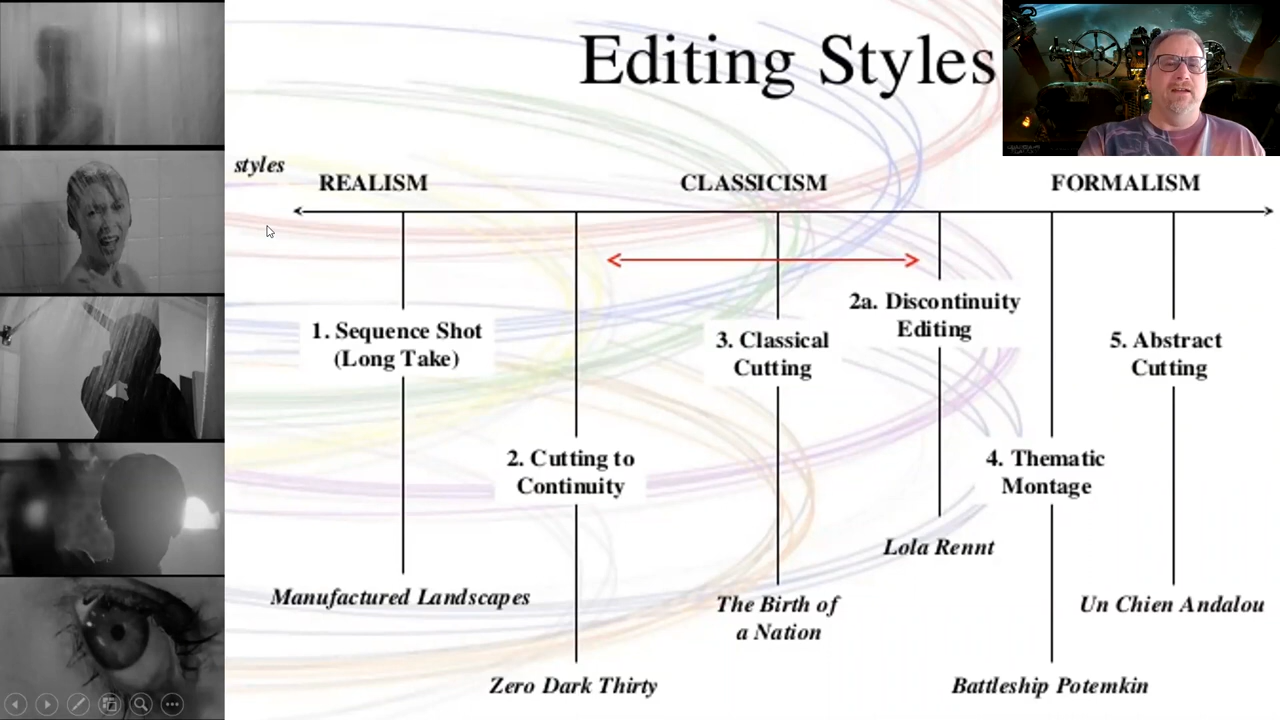 Editing Styles
styles
REALISM
CLASSICISM
FORMALISM
1. Sequence Shot
(Long Take)
2. Cutting to
Continuity
3. Classical
Cutting
2a. Discontinuity
Editing
4. Thematic
Montage
5. Abstract
Cutting
Manufactured Landscapes
Zero Dark Thirty
The Birth of
a Nation
Lola Rennt
Battleship Potemkin
Un Chien Andalou